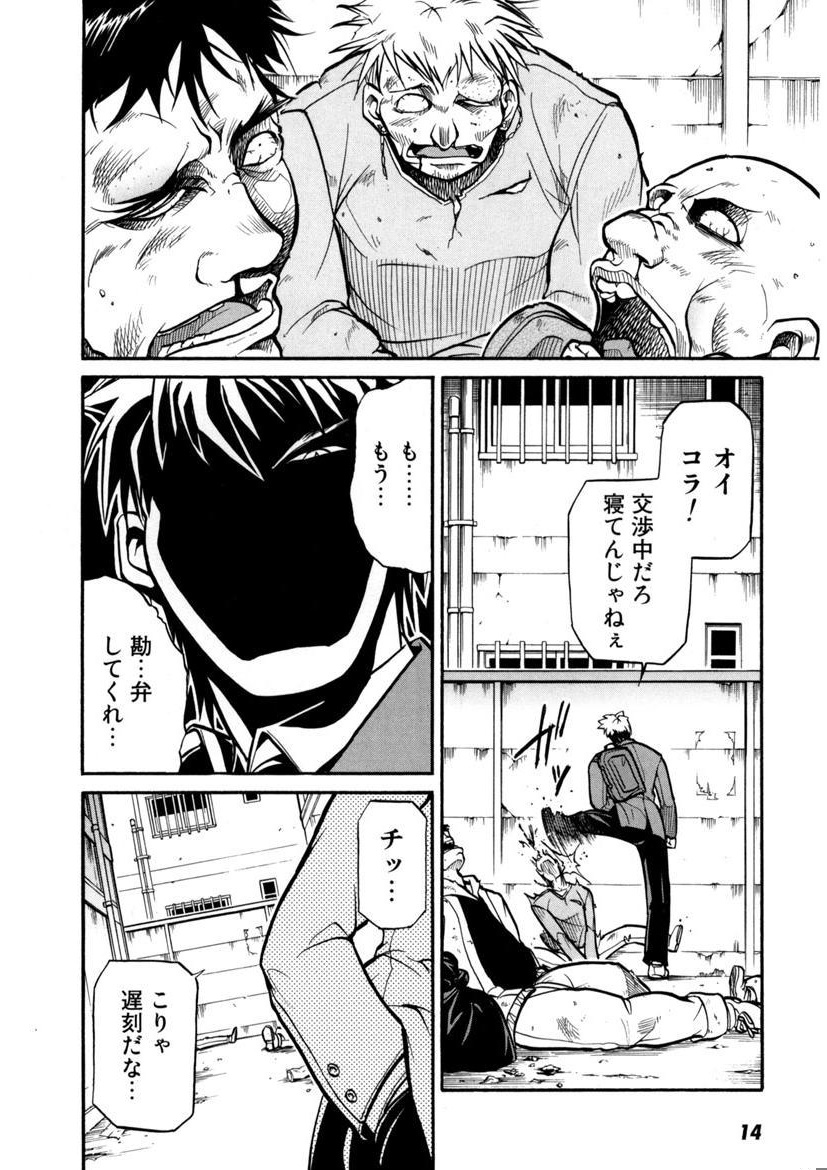 オイ
コラ!
交渉中だろ
寝てんじゃねぇ
ガッ
も……
もう…
勘…弁
してくれ…
チッ…
こりゃ
遅刻だな…
14